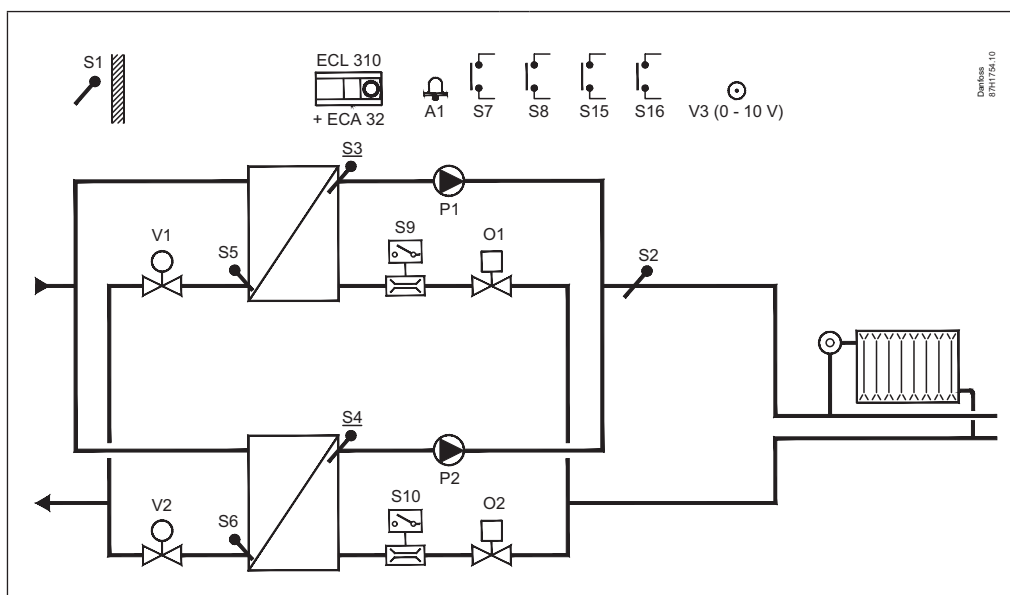 S1
ECL 310
+ ECA 32
A1
S7
S8
S15
S16
V3 (0 - 10 V)
Danfoss
87H1754.10
S3
P1
V1
S5
S9
O1
S2
S4
P2
V2
S6
S10
O2